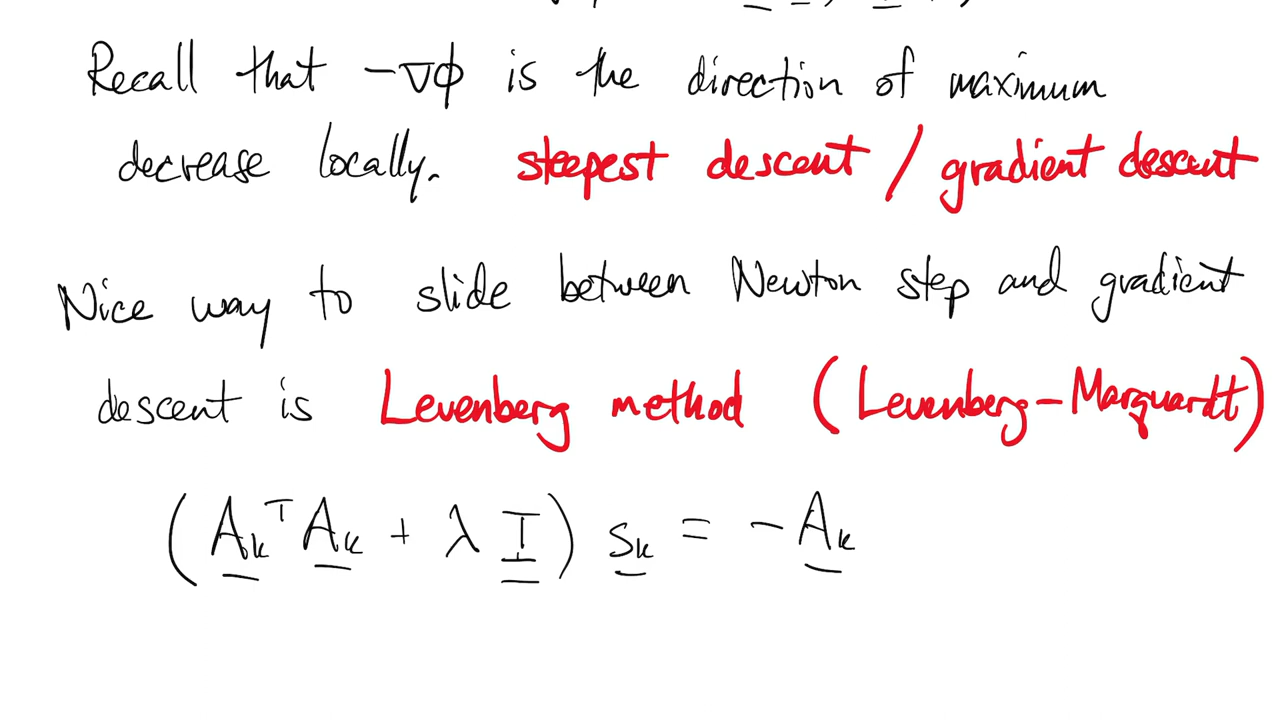 Recall that −∇ϕ is the direction of maximum
decrease locally. steepest descent / gradient descent
Nice way to slide between Newton step and gradient
descent is Levenberg method (Levenberg-Marquardt)
(A_k^T A_k + λ I) s_k = −A_k